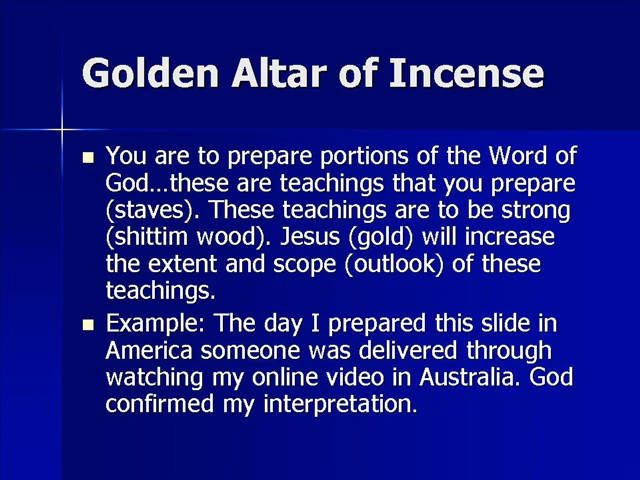 Golden Altar of Incense
You are to prepare portions of the Word of
God...these are teachings that you prepare
(staves). These teachings are to be strong
(shittim wood). Jesus (gold) will increase
the extent and scope (outlook) of these
teachings.
Example: The day I prepared this slide in
America someone was delivered through
watching my online video in Australia. God
confirmed my interpretation.